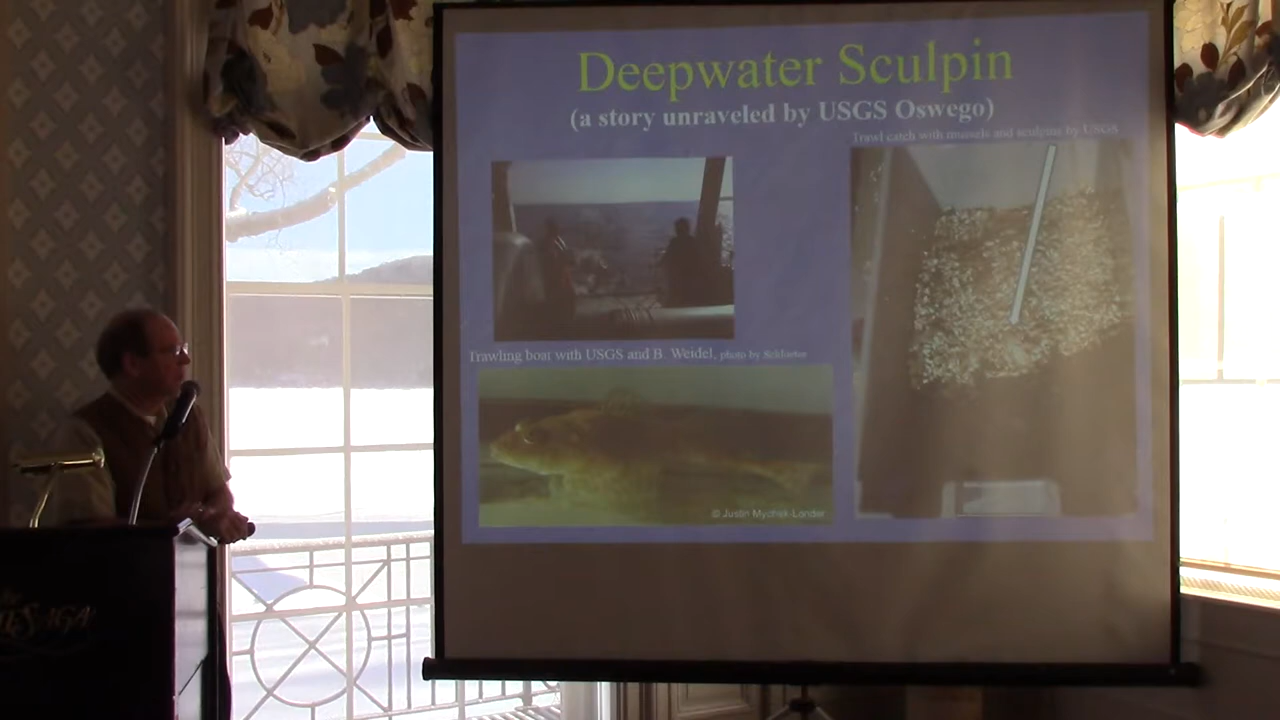 Deepwater Sculpin
(a story unraveled by USGS Oswego)
Trawl catch with mussels and sculpins by USGS
Trawling boat with USGS and B. Weidel, photo by
© Justin Mychek-Londer